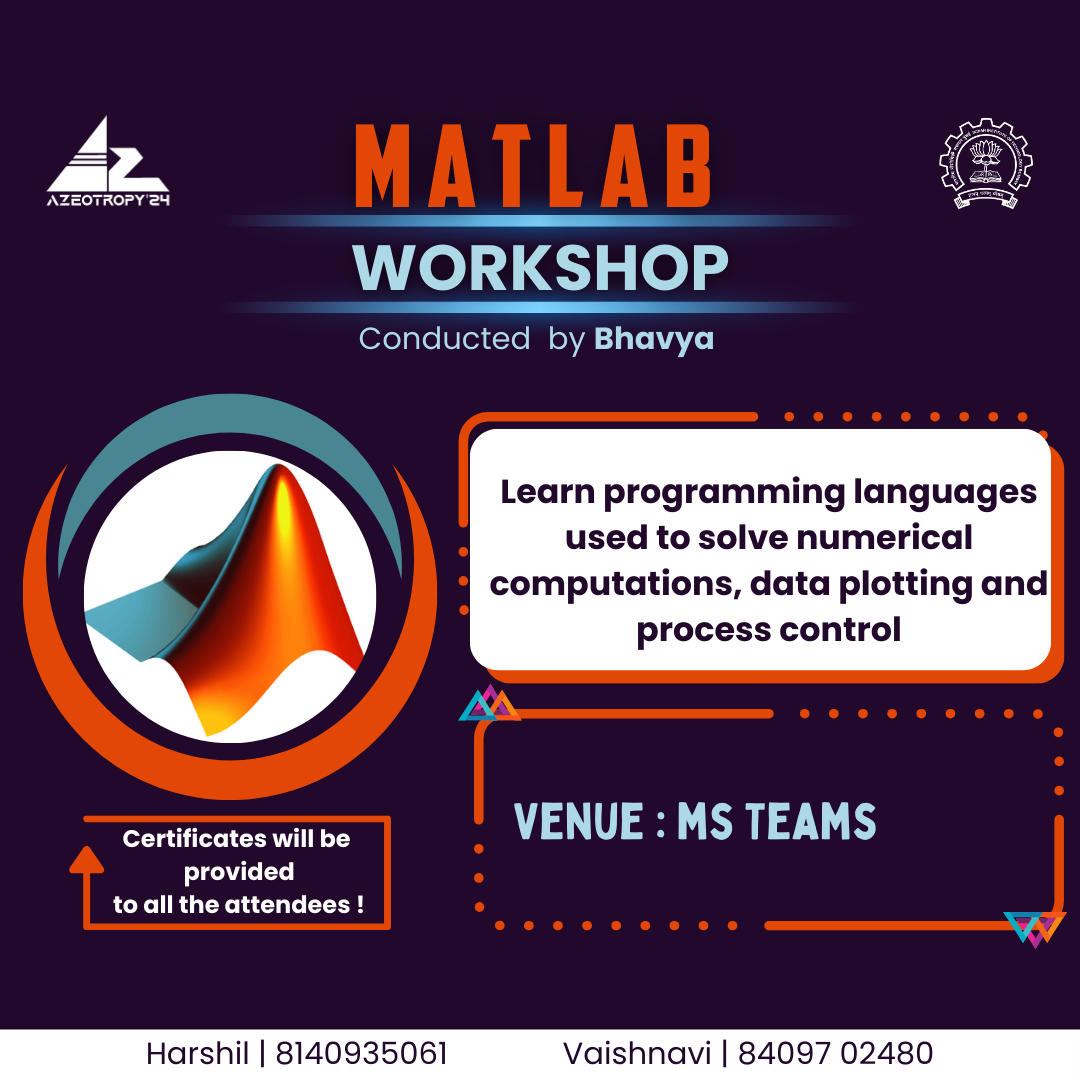 AZEOTROPY'24
MATLAB
WORKSHOP
Conducted by Bhavya
Learn programming languages
used to solve numerical
computations, data plotting and
process control
VENUE : MS TEAMS
Certificates will be
provided
to all the attendees !
Harshil | 8140935061
Vaishnavi | 84097 02480